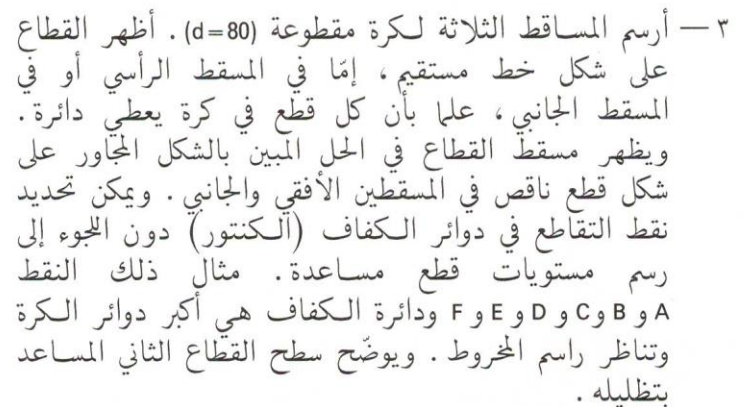 ٣ — أرسم المساقط الثلاثة لكرة مقطوعة (d=80). أظهر القطاع
على شكل خط مستقيم، إمّا في المسقط الرأسي أو في
المسقط الجانبي، علما بأن كل قطع في كرة يعطي دائرة.
ويظهر مسقط القطاع في الحل المبين بالشكل المجاور على
شكل قطع ناقص في المسقطين الأفقي والجانبي. ويمكن تحديد
نقط التقاطع في دوائر الكفاف (الكنتور) دون اللجوء إلى
رسم مستويات قطع مساعدة. مثال ذلك النقط
A و B و C و D و E و F ودائرة الكفاف هي أكبر دوائر الكرة
وتناظر راسم المخروط. ويوضّح سطح القطاع الثاني المساعد
بتظليله.